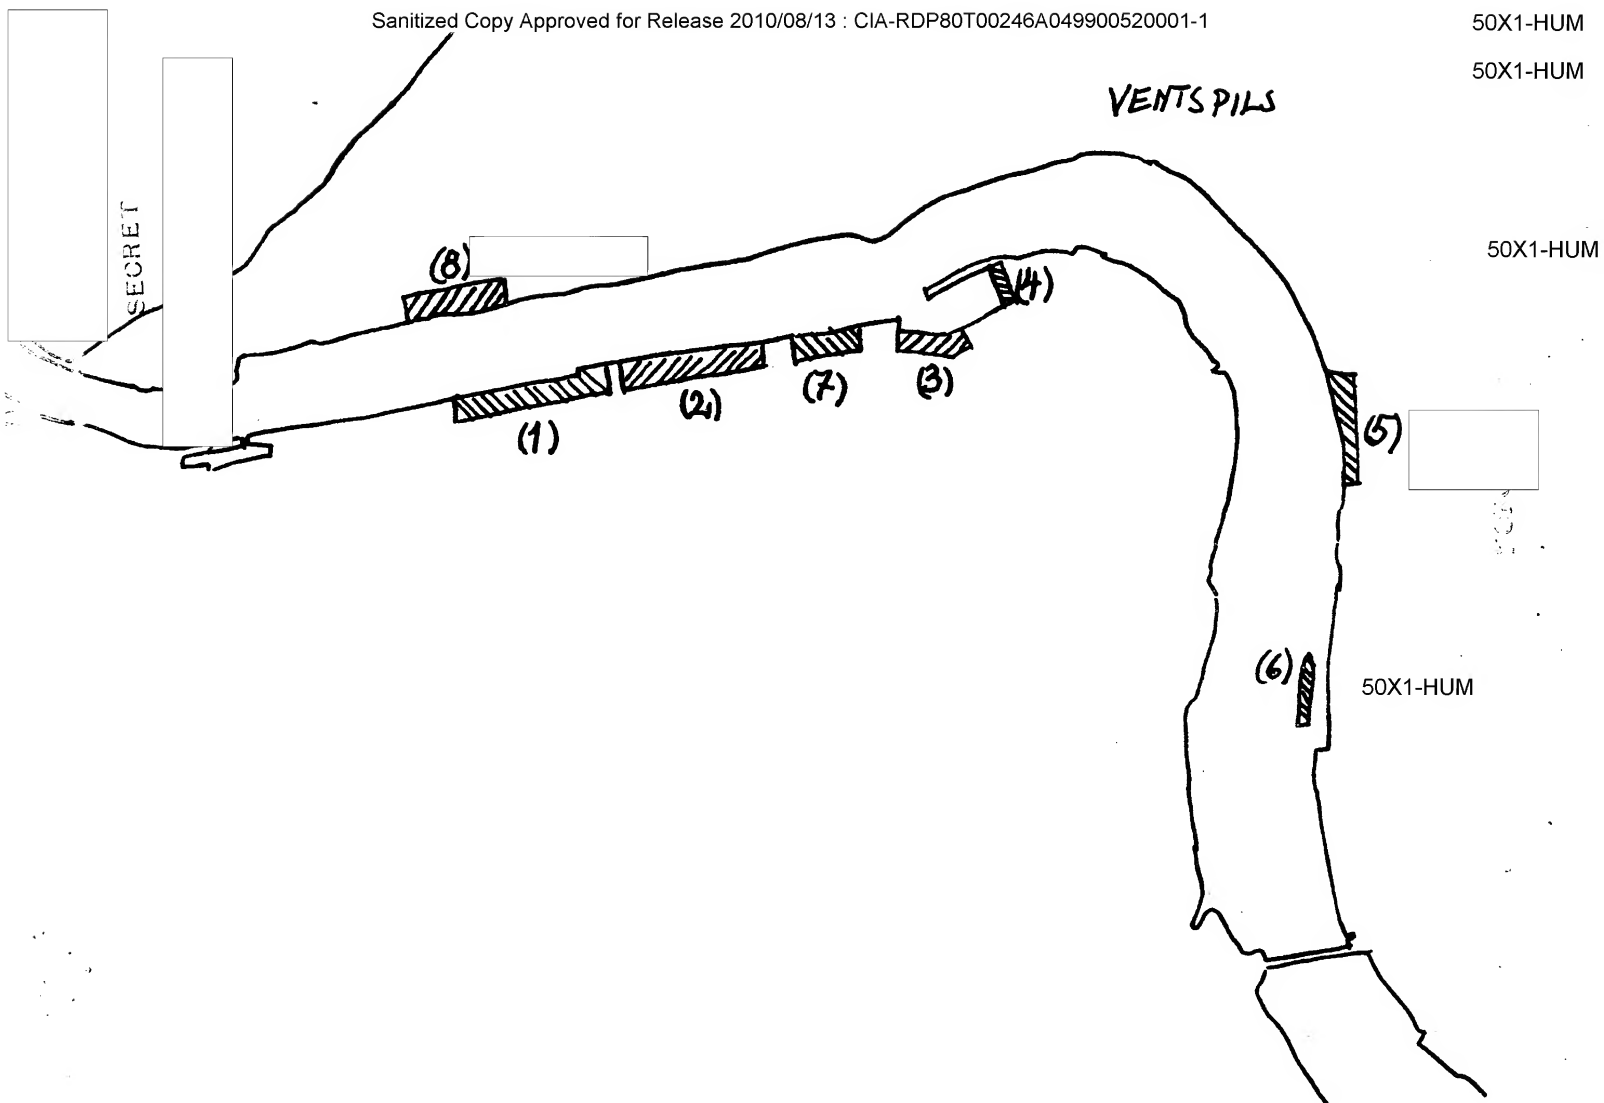 Sanitized Copy Approved for Release 2010/08/13 : CIA-RDP80T00246A049900520001-1
50X1-HUM
50X1-HUM
VENTSPILS
SECRET
50X1-HUM
(8)
(4)
(7)
(3)
(2)
(1)
(5)
(6)
50X1-HUM